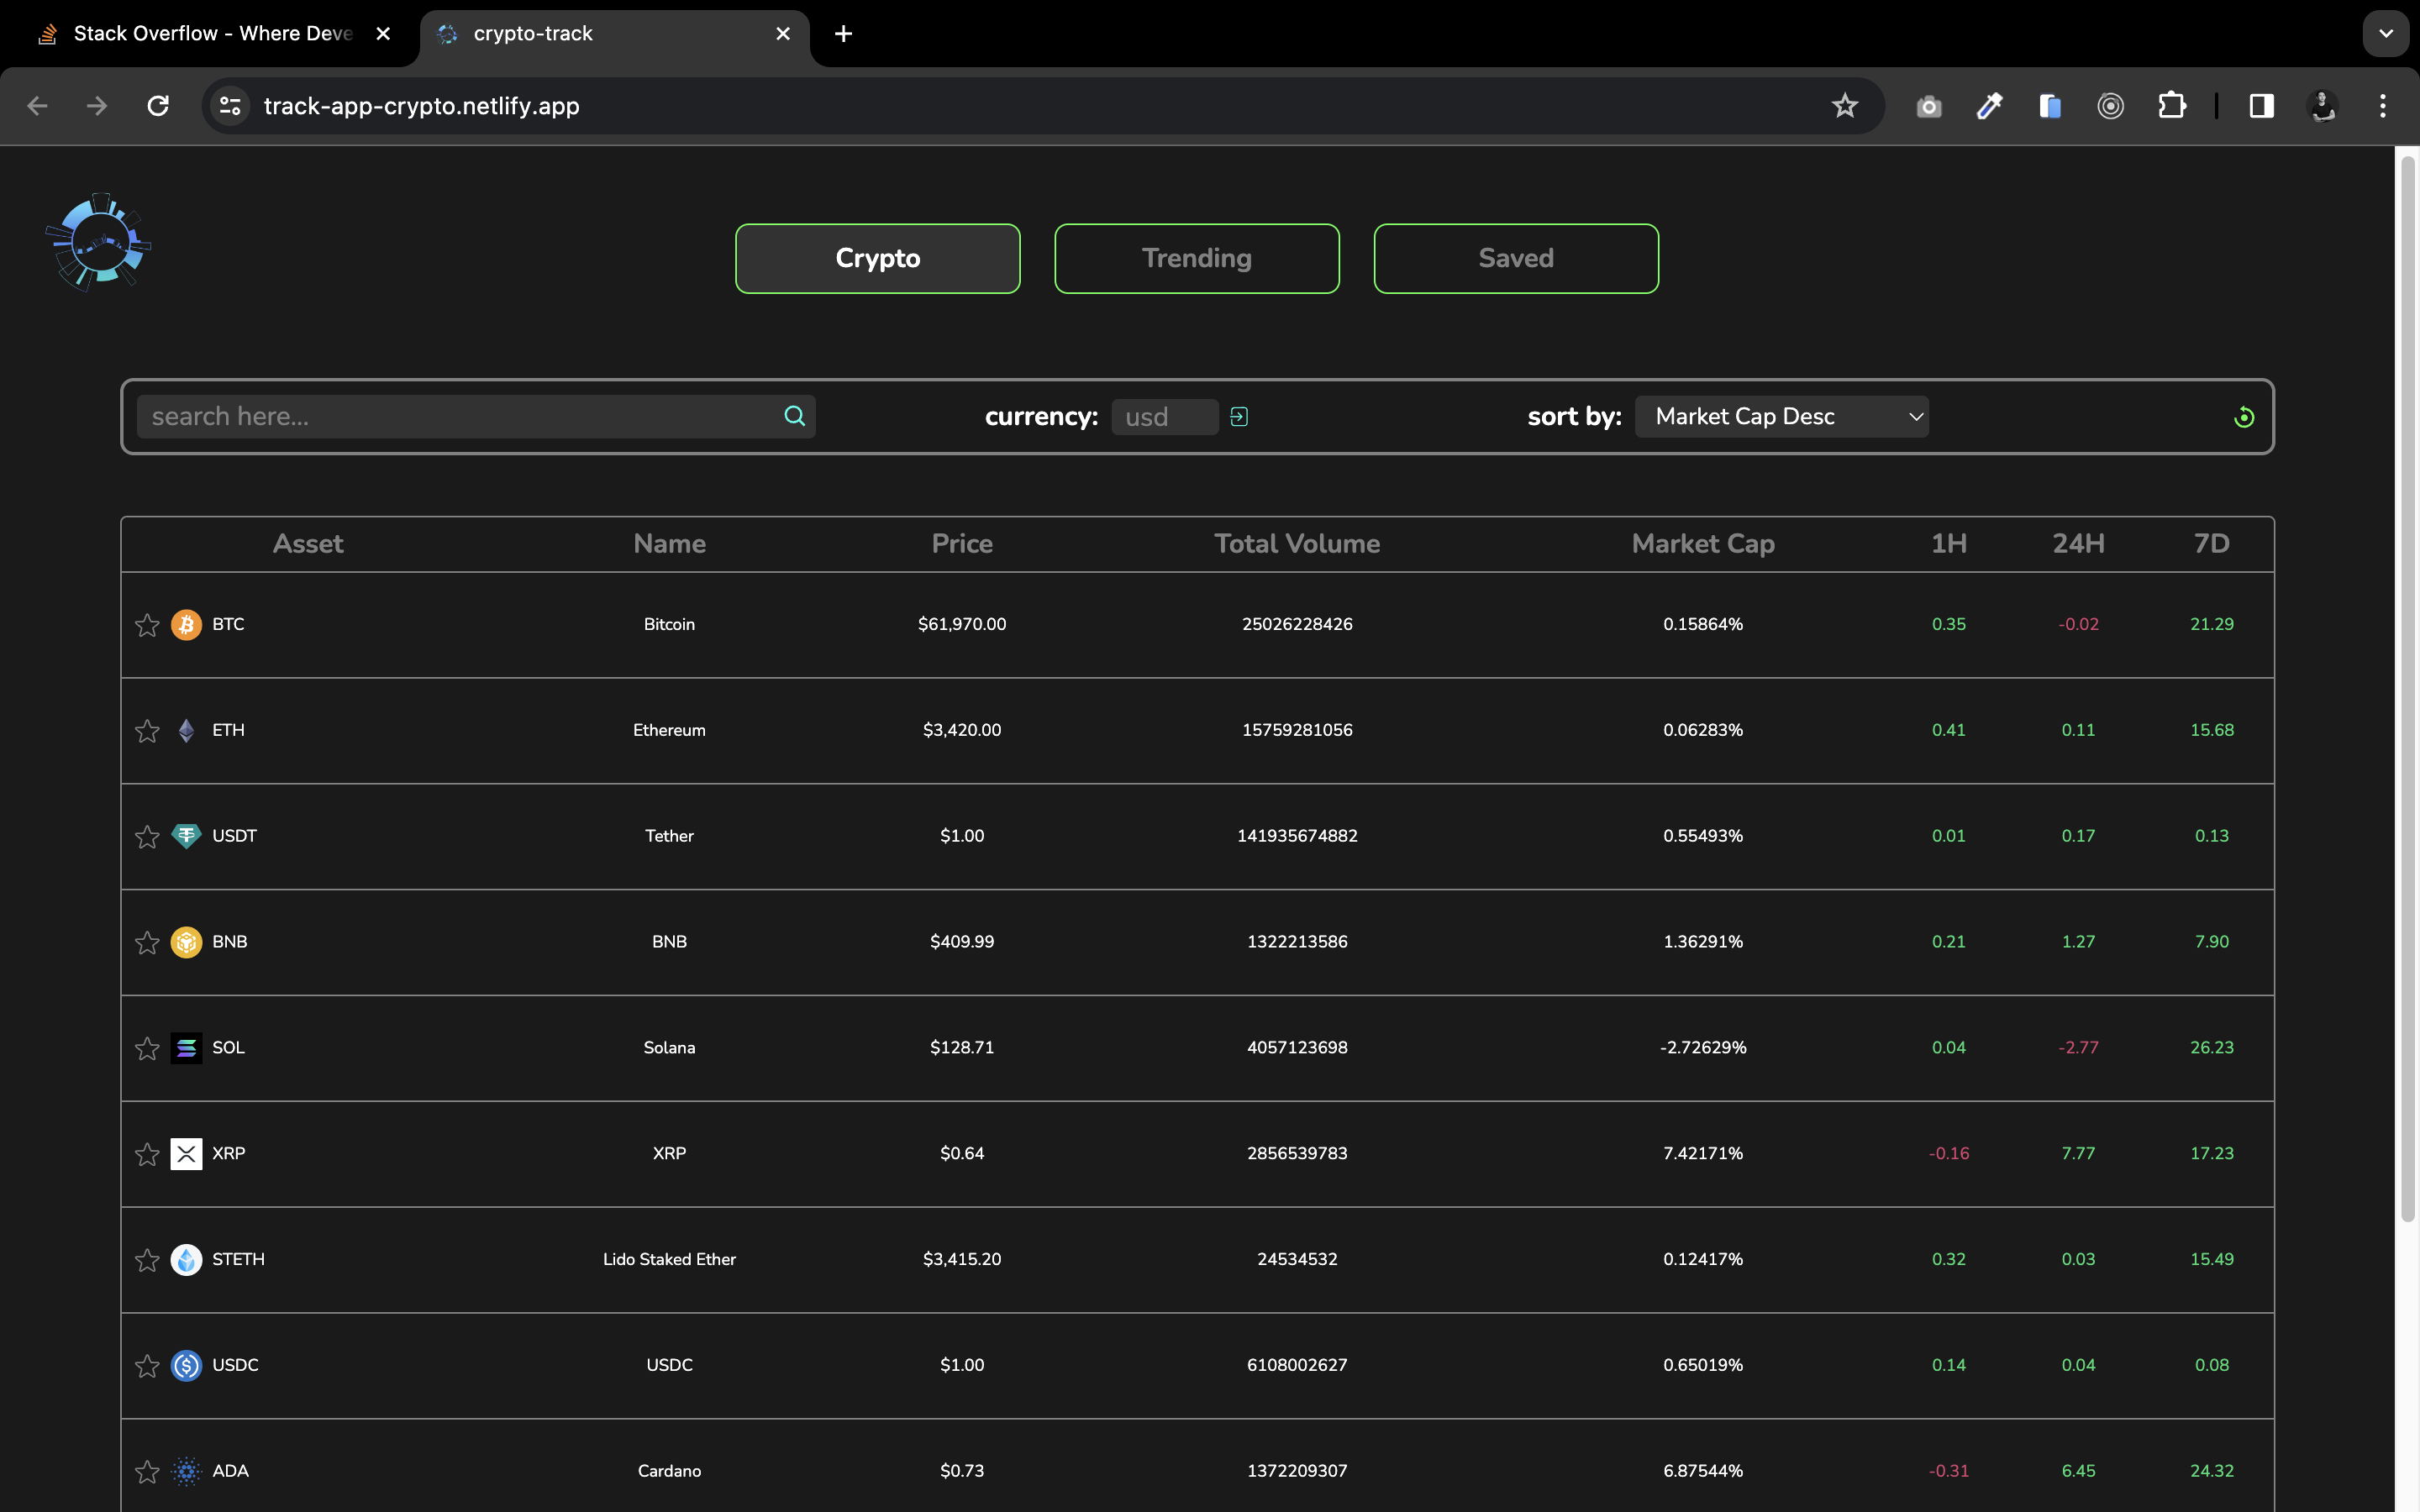 Stack Overflow - Where Deve
crypto-track
track-app-crypto.netlify.app
Crypto Trending Saved
search here... currency: usd sort by: Market Cap Desc
Asset Name Price Total Volume Market Cap 1H 24H 7D
BTC Bitcoin $61,970.00 25026228426 0.15864% 0.35 -0.02 21.29
ETH Ethereum $3,420.00 15759281056 0.06283% 0.41 0.11 15.68
USDT Tether $1.00 141935674882 0.55493% 0.01 0.17 0.13
BNB BNB $409.99 1322213586 1.36291% 0.21 1.27 7.90
SOL Solana $128.71 4057123698 -2.72629% 0.04 -2.77 26.23
XRP XRP $0.64 2856539783 7.42171% -0.16 7.77 17.23
STETH Lido Staked Ether $3,415.20 24534532 0.12417% 0.32 0.03 15.49
USDC USDC $1.00 6108002627 0.65019% 0.14 0.04 0.08
ADA Cardano $0.73 1372209307 6.87544% -0.31 6.45 24.32